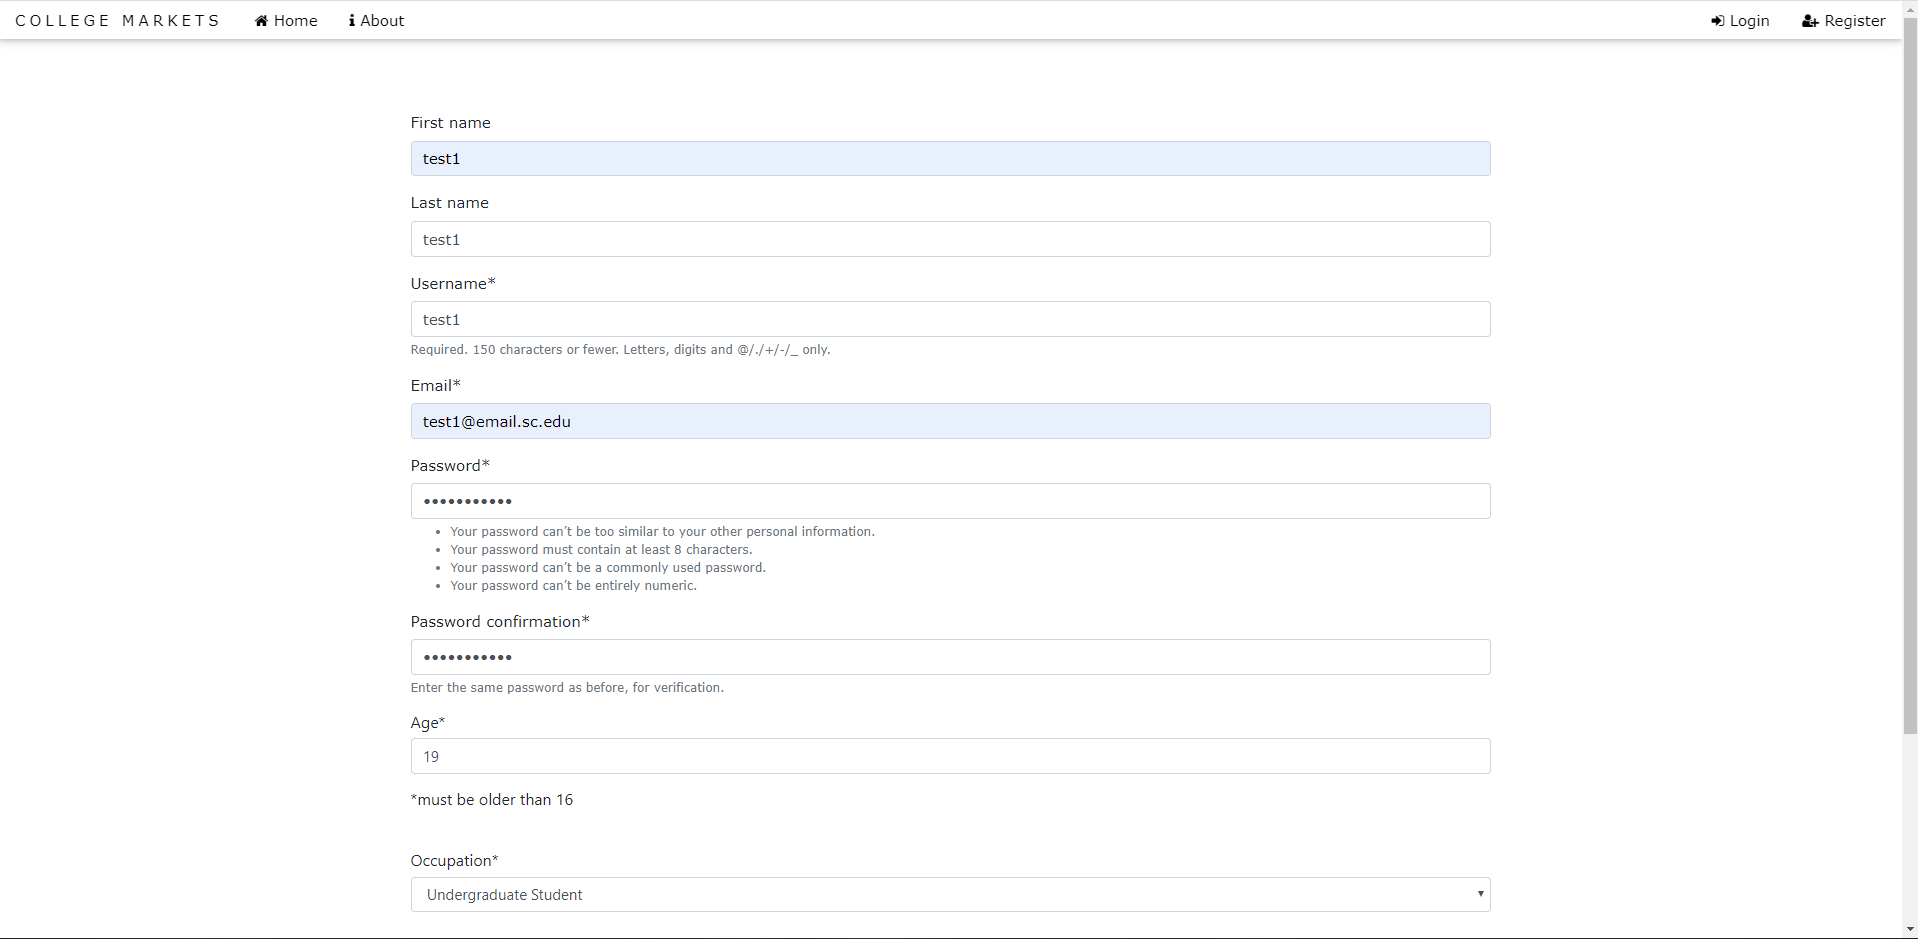 COLLEGE MARKETS Home About Login Register
First name
test1
Last name
test1
Username*
test1
Required. 150 characters or fewer. Letters, digits and @/./+/-/_ only.
Email*
test1@email.sc.edu
Password*
•••••••••••
• Your password can’t be too similar to your other personal information.
• Your password must contain at least 8 characters.
• Your password can’t be a commonly used password.
• Your password can’t be entirely numeric.
Password confirmation*
•••••••••••
Enter the same password as before, for verification.
Age*
19
*must be older than 16
Occupation*
Undergraduate Student